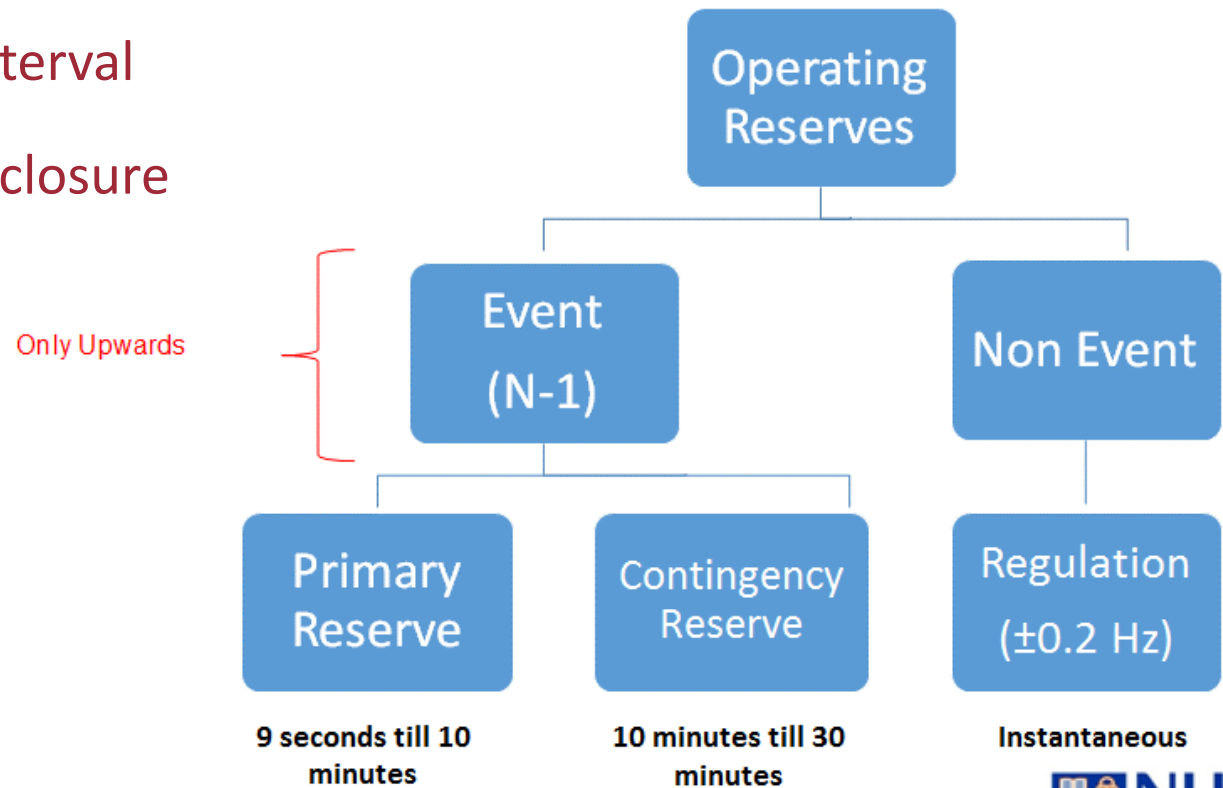 terval
closure
Operating
Reserves
Only Upwards
Event
(N-1)
Non Event
Primary
Reserve
Contingency
Reserve
Regulation
(±0.2 Hz)
9 seconds till 10
minutes
10 minutes till 30
minutes
Instantaneous